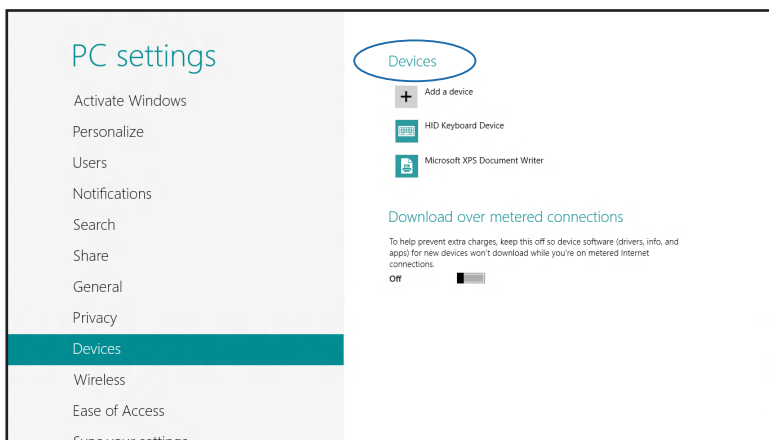 PC settings
Activate Windows
Personalize
Users
Notifications
Search
Share
General
Privacy
Devices
Wireless
Ease of Access
Sync your settings
Devices
Add a device
HID Keyboard Device
Microsoft XPS Document Writer
Download over metered connections
To help prevent extra charges, keep this off so device software (drivers, info, and
apps) for new devices won't download while you're on metered Internet
connections.
Off